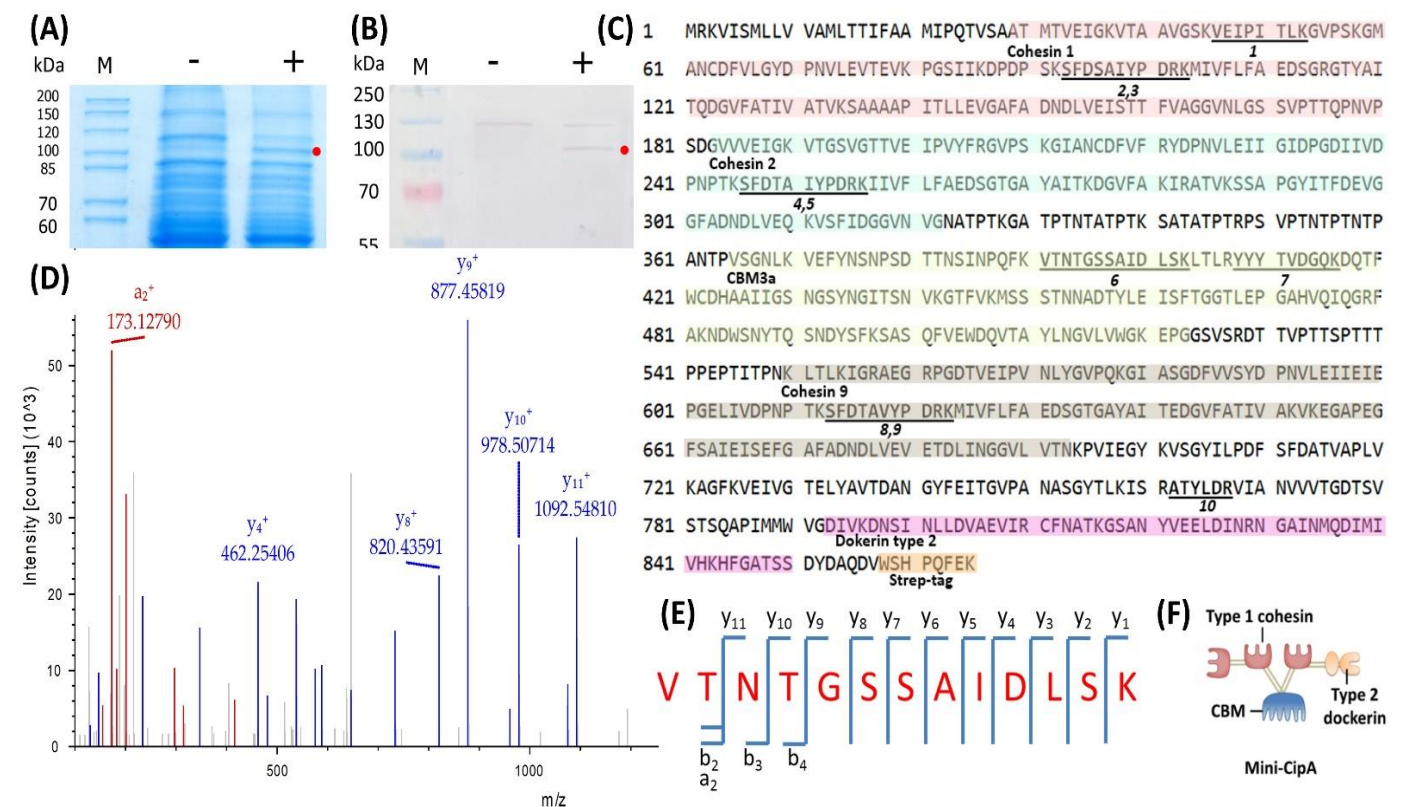 (A)
kDa M - +
200
150
120
100
85
70
60
(B)
kDa M - +
250
130
100
70
55
(C)
1 MRKVISMLLV VAMLTTIFAA MIPQTVSAAT MTVEIGKVTA AVGSKVEIPI TLKGVPSKGM
Cohesin 1 1
61 ANCDFVLGYD PNVLEVTEVK PGSIIKDPDP SKSFDSAIYP DRKMIVFLFA EDSGRGTYAI
2,3
121 TQDGVFATIV ATVKSAAAAP ITLLEVGAFA DNDLVEISTT FVAGGVNLGS SVPTTQPNVP
181 SDGVVVEIGK VTGSVGTTVE IPVYFRGVPS KGIANCDFVF RYDPNVLEII GIDPGDIIVD
Cohesin 2
241 PNPTKSFDTA IYPDRKIIVF LFAEDSGTGA YAITKDGVFA KIRATVKSSA PGYITFDEVG
4,5
301 GFADNDLVEQ KVSFIDGGVN VGNATPTKGA TPTNTATPTK SATATPTRPS VPTNTPTNTP
361 ANTPVSGNLK VEFYNSNPSD TTNSINPQFK VTNTGSSAID LSKLTLRYYY TVDGQKDQTF
CBM3a 6 7
421 WCDHAAIIGS NGSYNGITSN VKGTFVKMSS STNNADTYLE ISFTGGTLEP GAHVQIQGRF
481 AKNDWSNYTQ SNDYSFKSAS QFVEWDQVTA YLNGVLVWGK EPGGSVSRDT TVPTTSPTTT
541 PPEPTITPNK LTLKIGRAEG RPGDTVEIPV NLYGVPQKGI ASGDFVVSYD PNVLEIIEIE
Cohesin 9
601 PGELIVDPNP TKSFDTAVYP DRKMIVFLFA EDSGTGAYAI TEDGVFATIV AKVKEGAPEG
8,9
661 FSAIEISEFG AFADNDLVEV ETDLINGGVL VTNKPVIEGY KVSGYILPDF SFDATVAPLV
721 KAGFKVEIVG TELYAVTDAN GYFEITGVPA NASGYTLKIS RATYLDRVIA NVVVTGDTSV
10
781 STSQAPIMMW VGDIVKDNSI NLLDVAEVIR CFNATKGSAN YVEELDINRN GAINMQDIMI
Dokerin type 2
841 VHKHFGATSS DYDAQDVWSH PQFEK
Strep-tag
(D)
Intensity [counts] (10^3)
50
40
30
20
10
0
500
1000
m/z
a2+
173.12790
y4+
462.25406
y8+
820.43591
y9+
877.45819
y10+
978.50714
y11+
1092.54810
(E)
y11 y10 y9 y8 y7 y6 y5 y4 y3 y2 y1
V T N T G S S A I D L S K
b2 b3 b4
a2
(F)
Type 1 cohesin
CBM
Type 2
dockerin
Mini-CipA